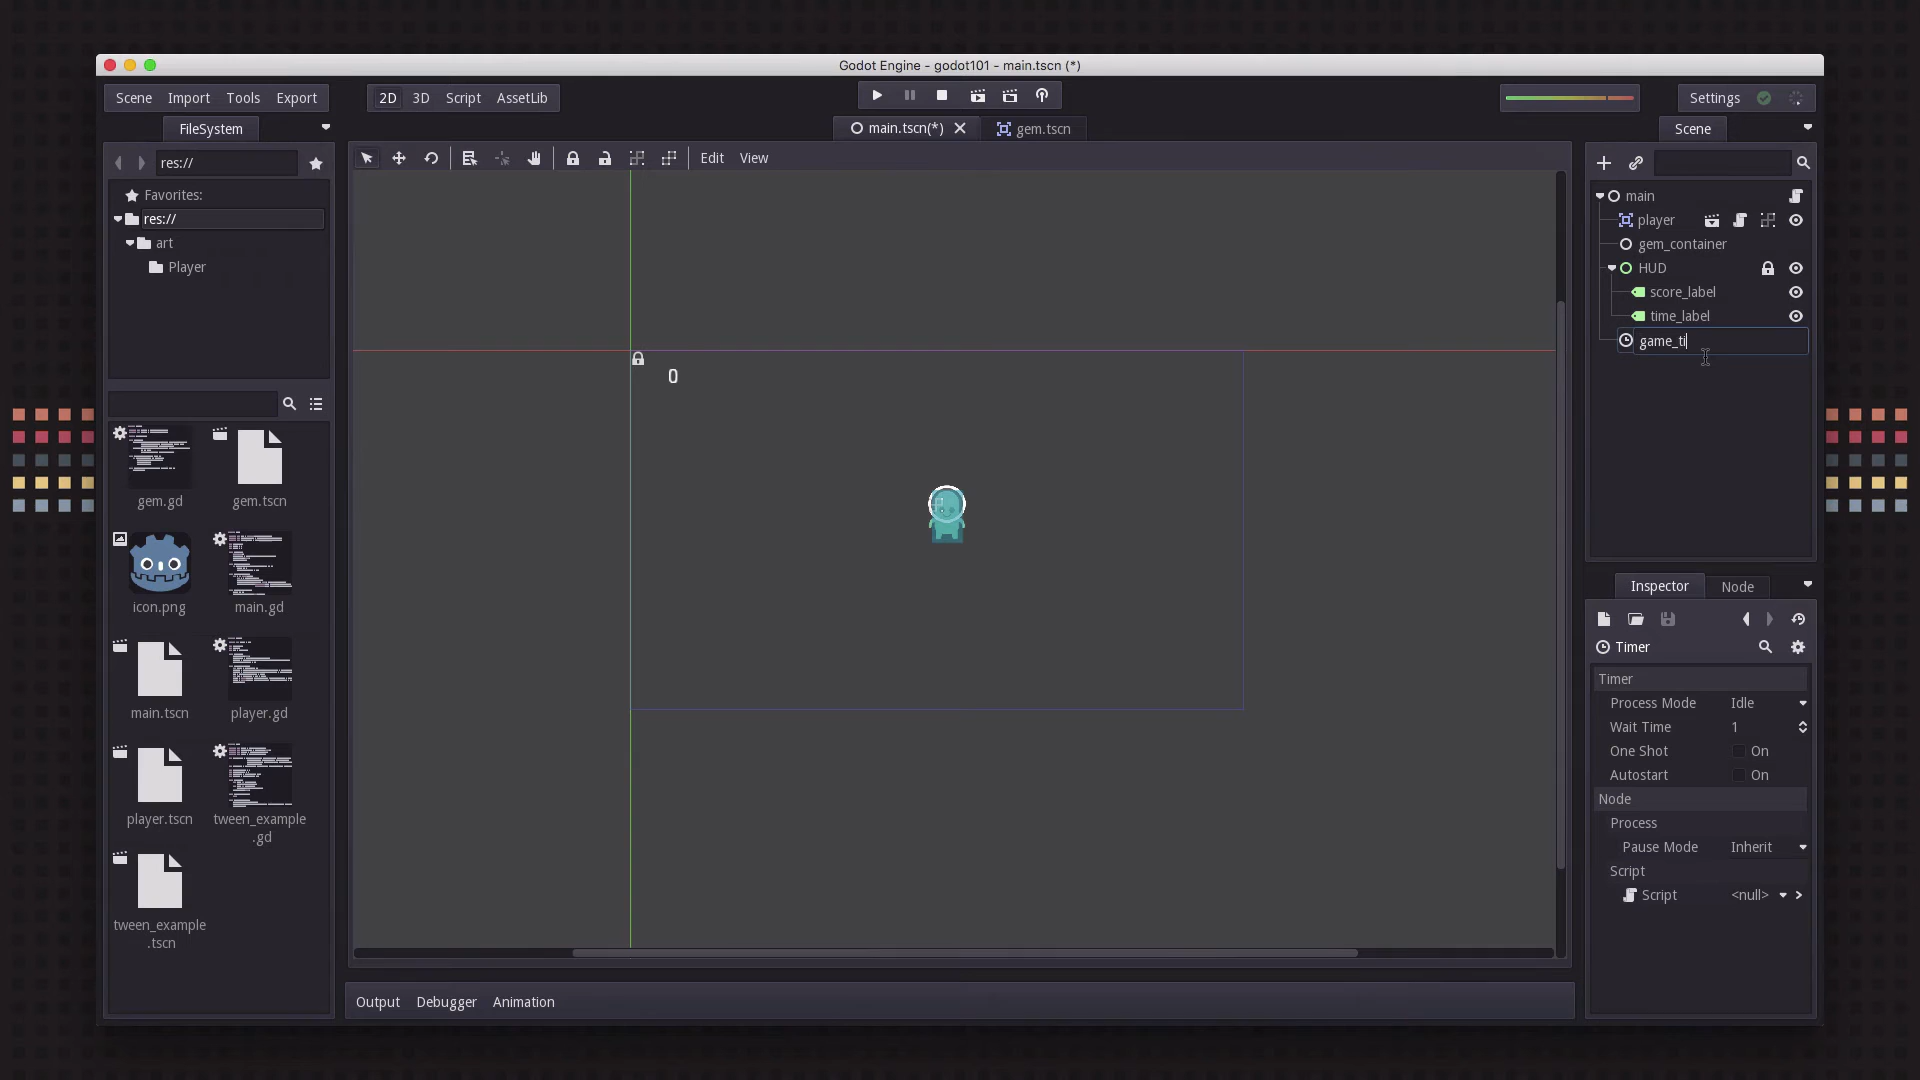 Godot Engine - godot101 - main.tscn (*)
Scene Import Tools Export
2D 3D Script AssetLib
Settings
FileSystem
main.tscn(*)
gem.tscn
Scene
res://
Edit View
Favorites:
res://
art
Player
gem.gd
gem.tscn
icon.png
main.gd
main.tscn
player.gd
player.tscn
tween_example
.gd
tween_example
.tscn
0
main
player
gem_container
HUD
score_label
time_label
game_ti
Inspector Node
Timer
Timer
Process Mode Idle
Wait Time 1
One Shot On
Autostart On
Node
Process
Pause Mode Inherit
Script
Script <null>
Output Debugger Animation